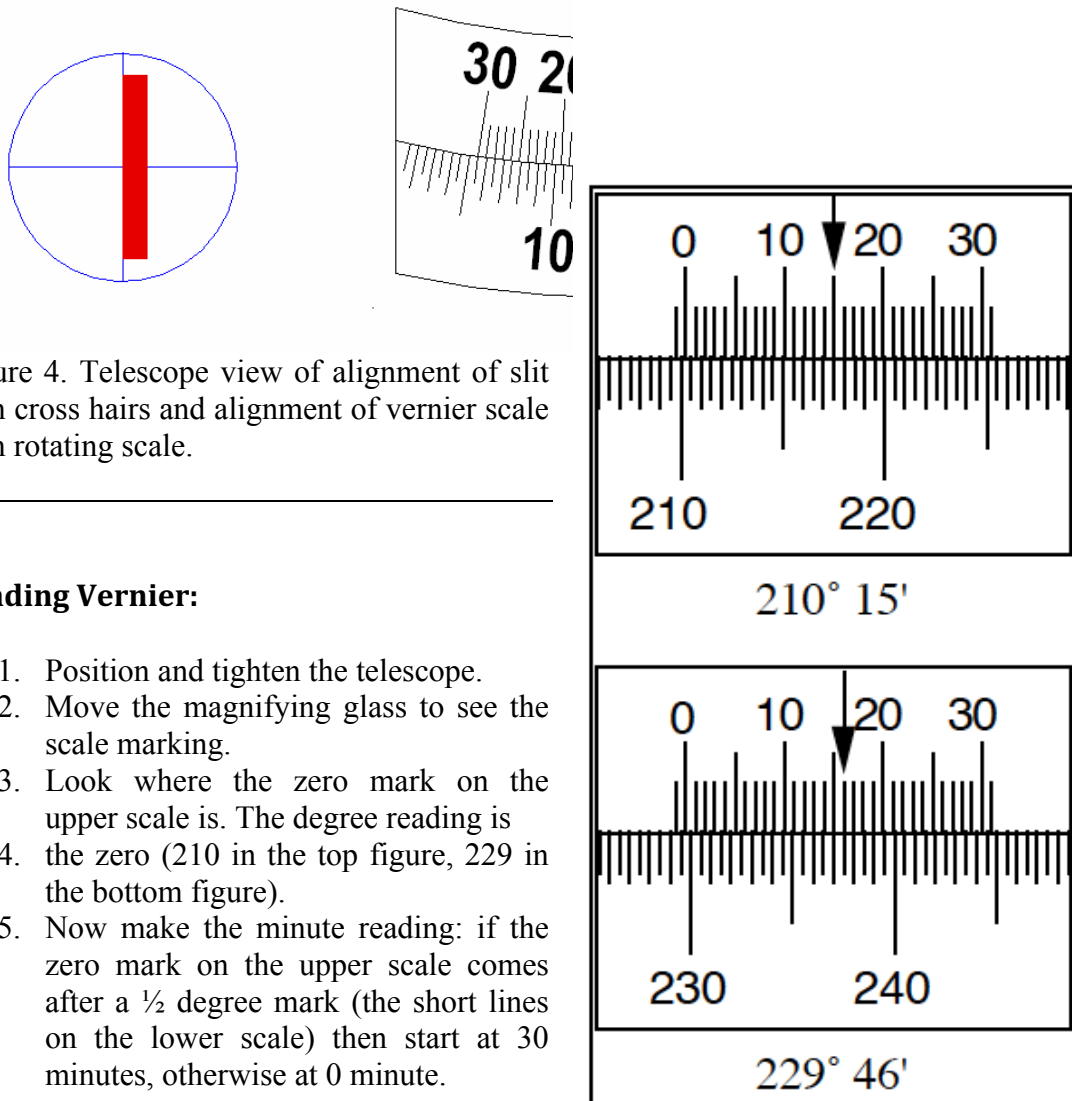 30
10
ure 4. Telescope view of alignment of slit
cross hairs and alignment of vernier scale
rotating scale.
ading Vernier:
1. Position and tighten the telescope.
2. Move the magnifying glass to see the
scale marking.
3. Look where the zero mark on the
upper scale is. The degree reading is
4. the zero (210 in the top figure, 229 in
the bottom figure).
5. Now make the minute reading: if the
zero mark on the upper scale comes
after a ½ degree mark (the short lines
on the lower scale) then start at 30
minutes, otherwise at 0 minute.
0 10 20 30
210 220
210° 15'
0 10 20 30
230 240
229° 46'